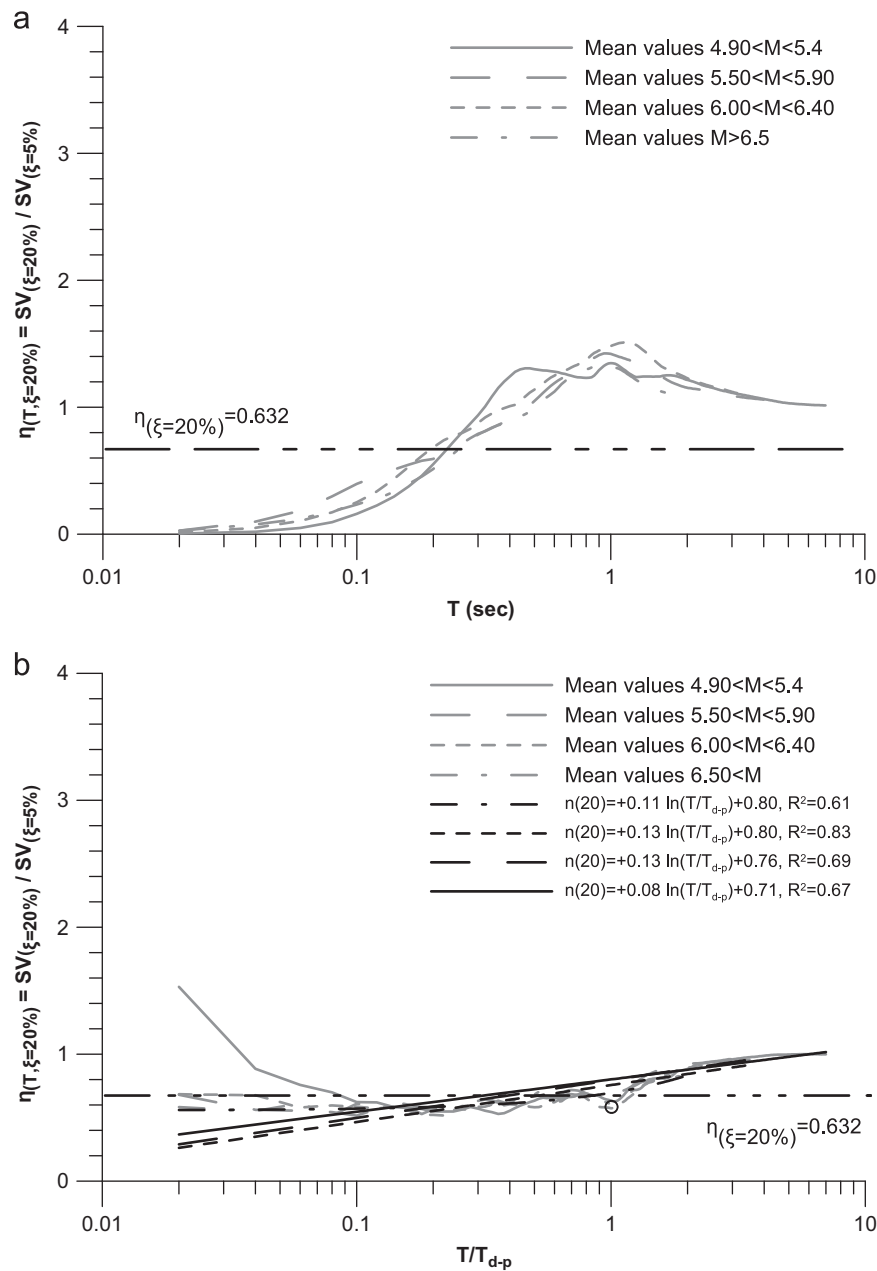 a
4
3
2
1
0
η(T,ξ=20%) = SV(ξ=20%) / SV(ξ=5%)
Mean values 4.90<M<5.4
Mean values 5.50<M<5.90
Mean values 6.00<M<6.40
Mean values M>6.5
η(ξ=20%)=0.632
0.01
0.1
1
10
T (sec)
b
4
3
2
1
0
η(T,ξ=20%) = SV(ξ=20%) / SV(ξ=5%)
Mean values 4.90<M<5.4
Mean values 5.50<M<5.90
Mean values 6.00<M<6.40
Mean values 6.50<M
n(20)=+0.11 ln(T/Td-p)+0.80, R²=0.61
n(20)=+0.13 ln(T/Td-p)+0.80, R²=0.83
n(20)=+0.13 ln(T/Td-p)+0.76, R²=0.69
n(20)=+0.08 ln(T/Td-p)+0.71, R²=0.67
η(ξ=20%)=0.632
0.01
0.1
1
10
T/Td-p